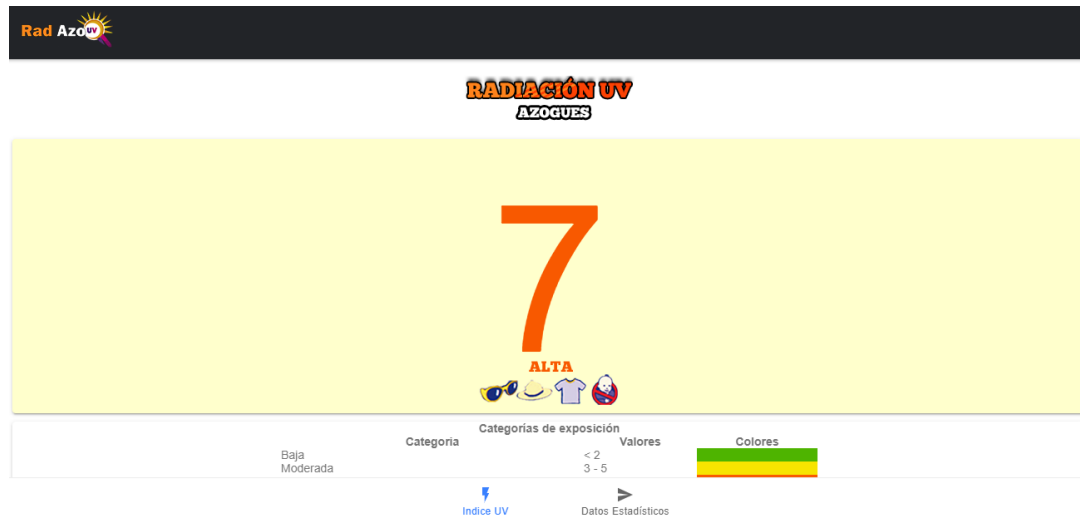 Rad Azo UV
RADIACIÓN UV
AZOGUES
7
ALTA
Categorías de exposición
Categoria Valores Colores
Baja < 2
Moderada 3 - 5
Indice UV Datos Estadísticos